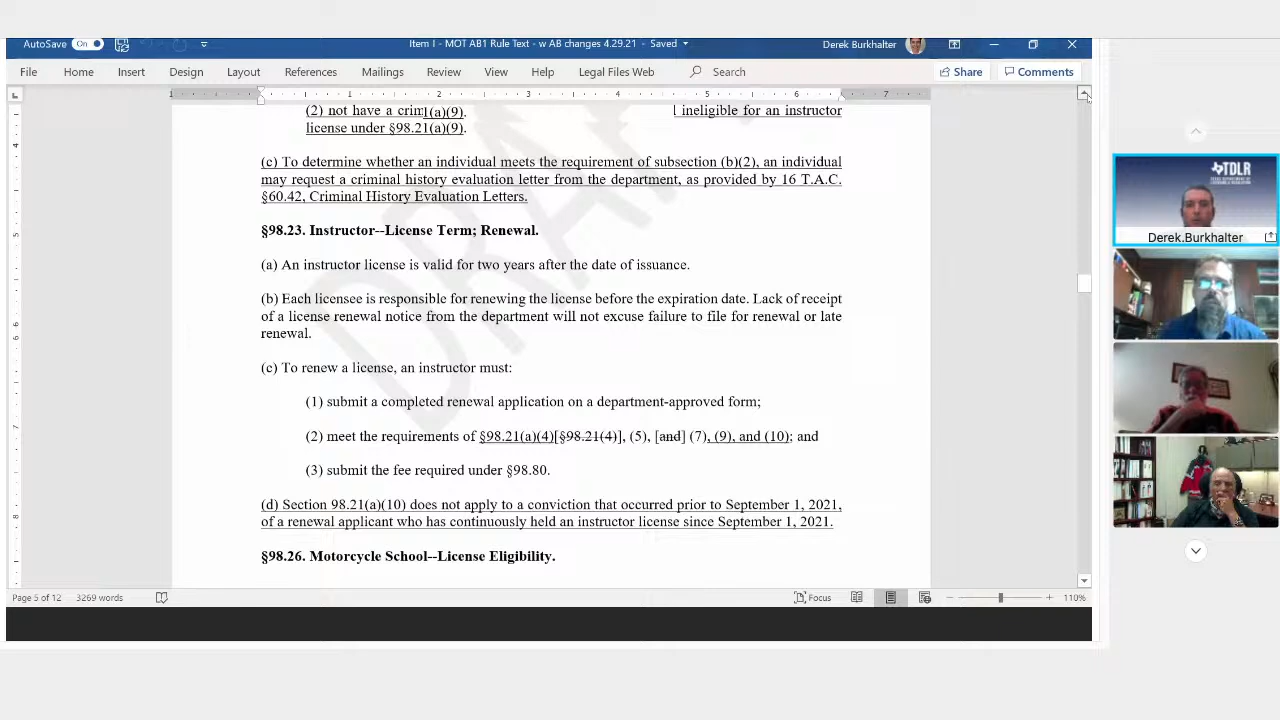 AutoSave On
Item I - MOT AB1 Rule Text - w AB changes 4.29.21 - Saved
Derek Burkhalter
File Home Insert Design Layout References Mailings Review View Help Legal Files Web Search Share Comments
1 1 2 3 4 5 6 7
(2) not have a crim(a)(9). l ineligible for an instructor
license under §98.21(a)(9).
(c) To determine whether an individual meets the requirement of subsection (b)(2), an individual
may request a criminal history evaluation letter from the department, as provided by 16 T.A.C.
§60.42, Criminal History Evaluation Letters.
§98.23. Instructor--License Term; Renewal.
(a) An instructor license is valid for two years after the date of issuance.
(b) Each licensee is responsible for renewing the license before the expiration date. Lack of receipt
of a license renewal notice from the department will not excuse failure to file for renewal or late
renewal.
(c) To renew a license, an instructor must:
(1) submit a completed renewal application on a department-approved form;
(2) meet the requirements of §98.21(a)(4)[§98.21(4)], (5), [and] (7), (9), and (10); and
(3) submit the fee required under §98.80.
(d) Section 98.21(a)(10) does not apply to a conviction that occurred prior to September 1, 2021,
of a renewal applicant who has continuously held an instructor license since September 1, 2021.
§98.26. Motorcycle School--License Eligibility.
DRAFT
Page 5 of 12 3269 words
Focus
110%
TDLR
Derek.Burkhalter